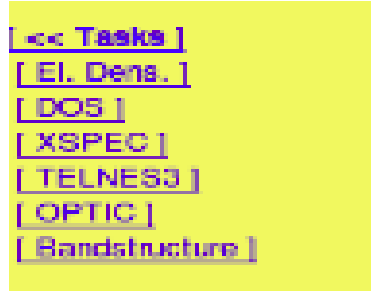 [ << Tasks ]
[ El. Dens. ]
[ DOS ]
[ XSPEC ]
[ TELNES3 ]
[ OPTIC ]
[ Bandstructure ]